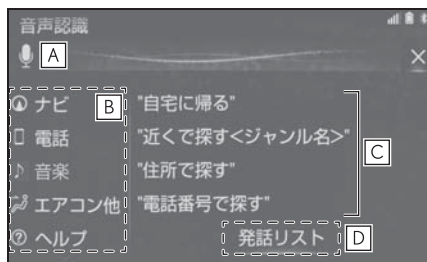 音声認識
A
ナビ B "自宅に帰る"
電話 "近くで探す<ジャンル名>"
C
音楽 "住所で探す"
エアコン他 "電話番号で探す"
ヘルプ 発話リスト D